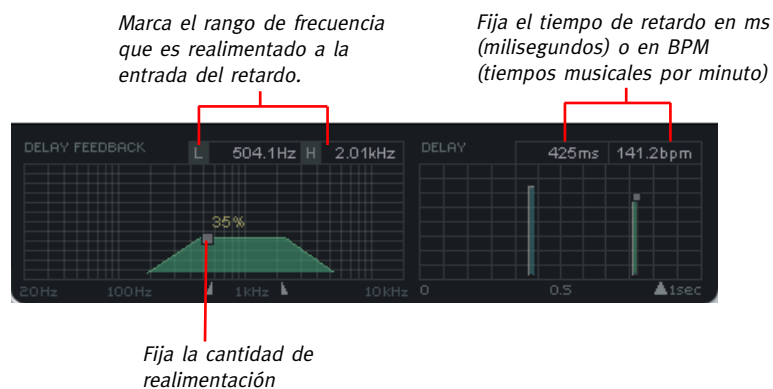 Marca el rango de frecuencia
que es realimentado a la
entrada del retardo.
Fija el tiempo de retardo en ms
(milisegundos) o en BPM
(tiempos musicales por minuto)
DELAY FEEDBACK L 504.1Hz H 2.01kHz
DELAY 425ms 141.2bpm
35%
20Hz 100Hz 1kHz 10kHz
0 0.5 1sec
Fija la cantidad de
realimentación